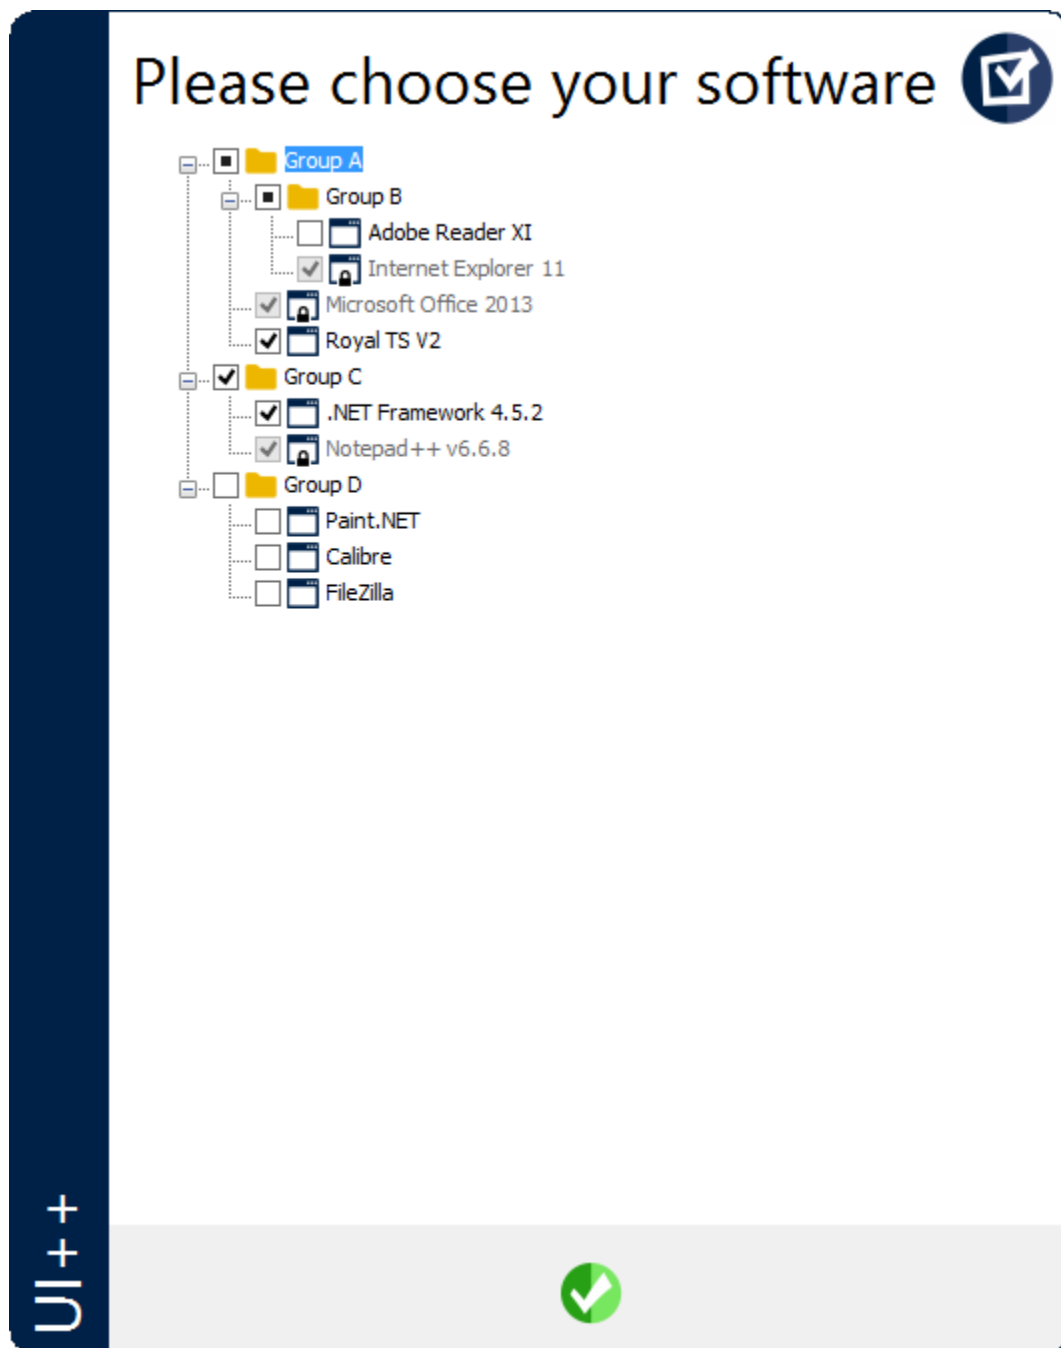 Please choose your software
Group A
Group B
Adobe Reader XI
Internet Explorer 11
Microsoft Office 2013
Royal TS V2
Group C
.NET Framework 4.5.2
Notepad++ v6.6.8
Group D
Paint.NET
Calibre
FileZilla
UI++